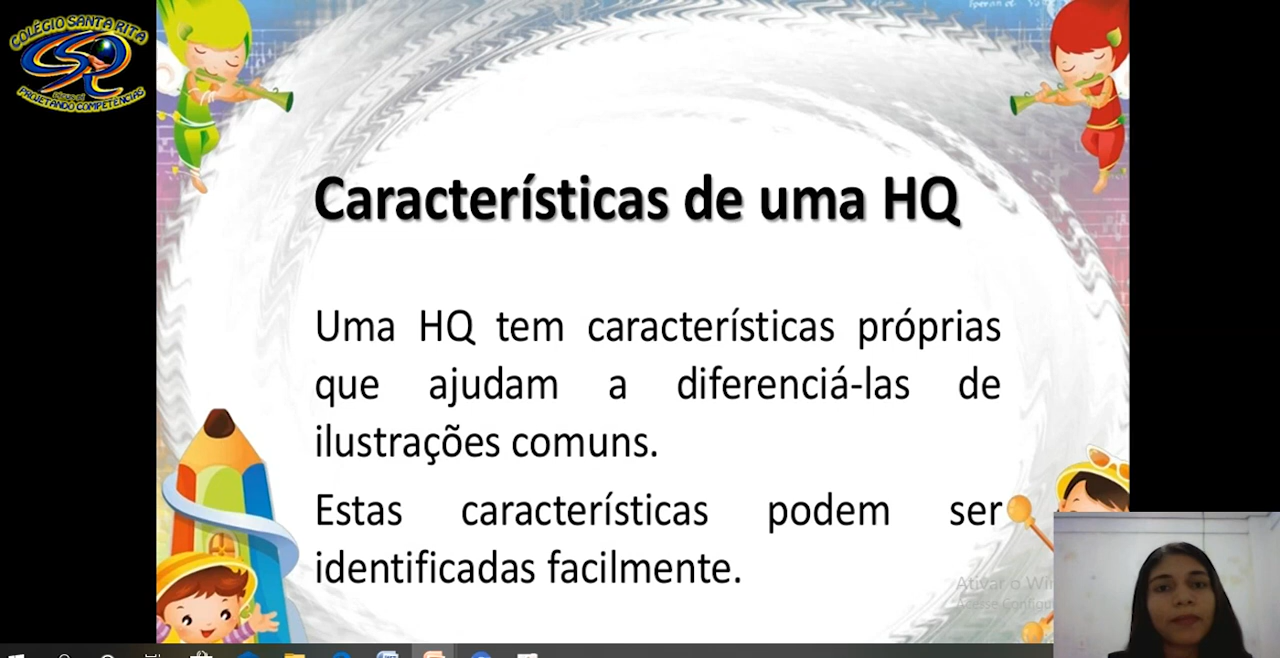 COLÉGIO SANTA RITA
PROJETANDO COMPETÊNCIAS
Características de uma HQ
Uma HQ tem características próprias
que ajudam a diferenciá-las de
ilustrações comuns.
Estas características podem ser
identificadas facilmente.
Ativar o